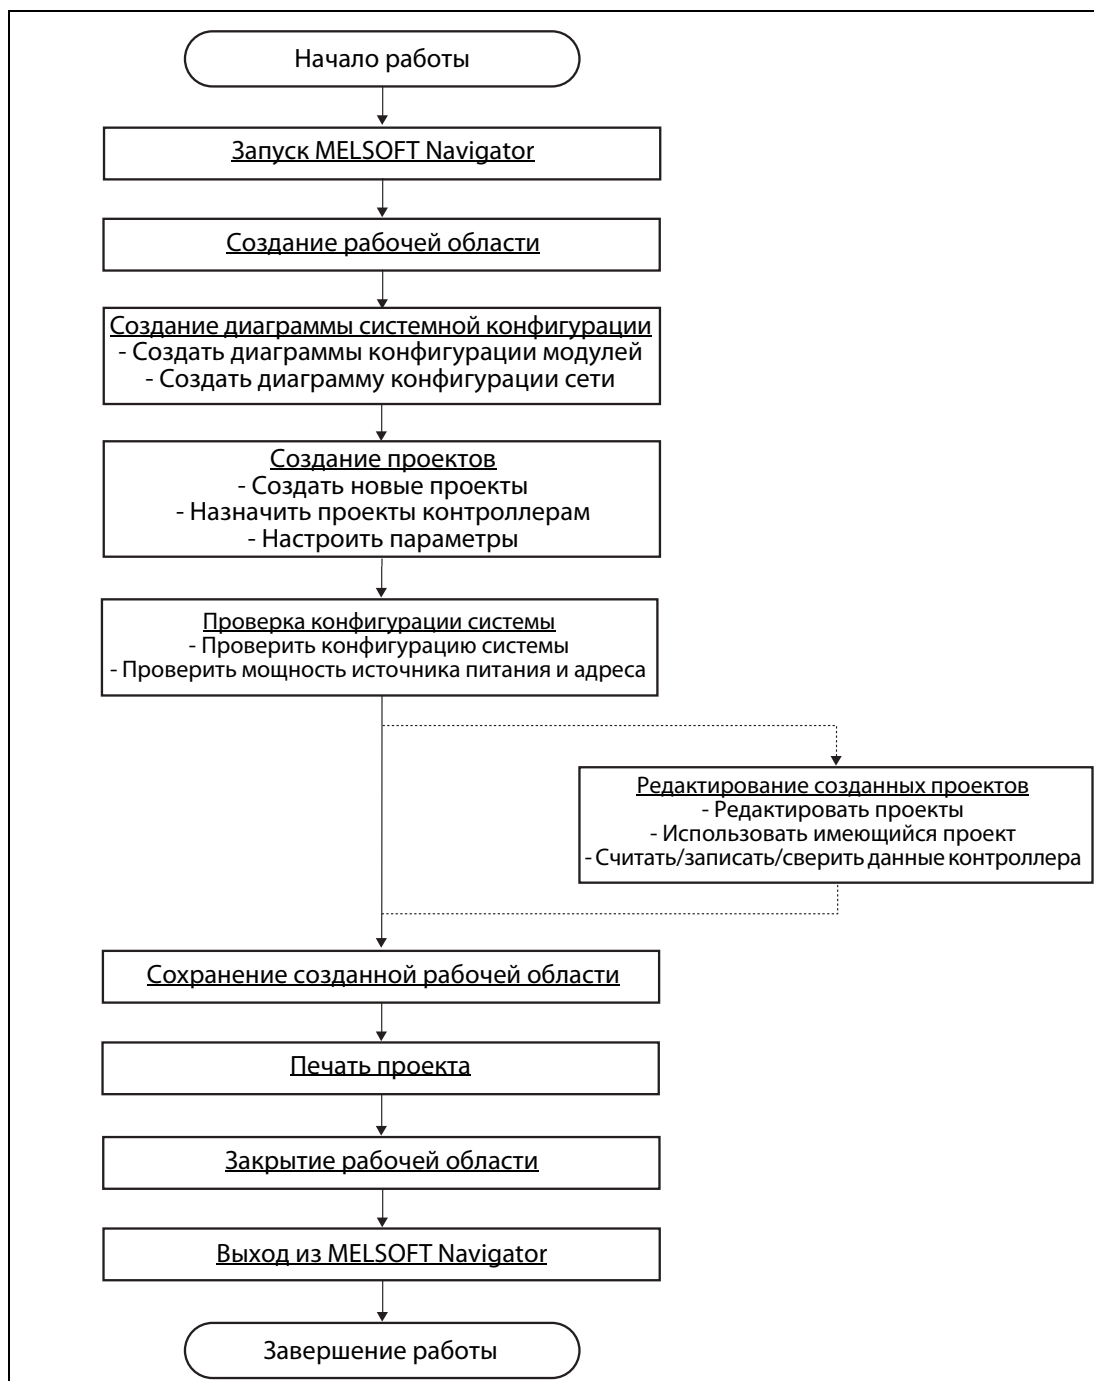 Начало работы
Запуск MELSOFT Navigator
Создание рабочей области
Создание диаграммы системной конфигурации
- Создать диаграммы конфигурации модулей
- Создать диаграмму конфигурации сети
Создание проектов
- Создать новые проекты
- Назначить проекты контроллерам
- Настроить параметры
Проверка конфигурации системы
- Проверить конфигурацию системы
- Проверить мощность источника питания и адреса
Редактирование созданных проектов
- Редактировать проекты
- Использовать имеющийся проект
- Считать/записать/сверить данные контроллера
Сохранение созданной рабочей области
Печать проекта
Закрытие рабочей области
Выход из MELSOFT Navigator
Завершение работы